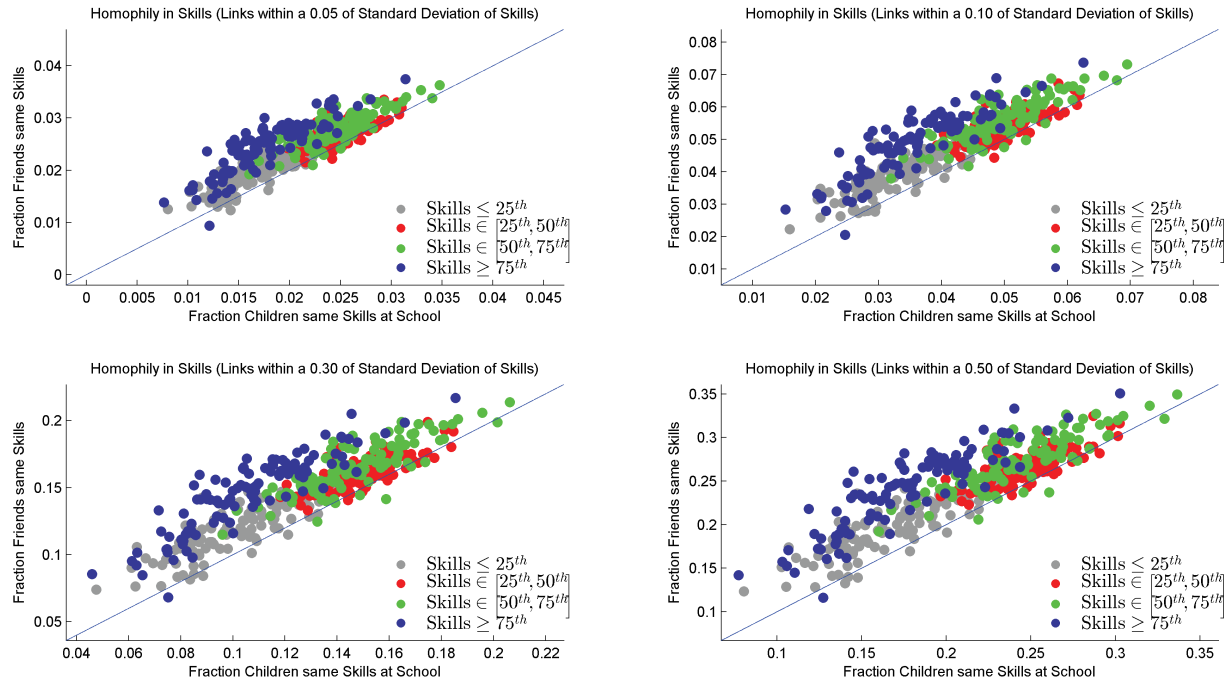 Homophily in Skills (Links within a 0.05 of Standard Deviation of Skills)
Fraction Friends same Skills
0.04
0.03
0.02
0.01
0
Skills ≤ 25th
Skills ∈ [25th, 50th]
Skills ∈ [50th, 75th]
Skills ≥ 75th
0 0.005 0.01 0.015 0.02 0.025 0.03 0.035 0.04 0.045
Fraction Children same Skills at School
Homophily in Skills (Links within a 0.10 of Standard Deviation of Skills)
Fraction Friends same Skills
0.08
0.07
0.06
0.05
0.04
0.03
0.02
0.01
Skills ≤ 25th
Skills ∈ [25th, 50th]
Skills ∈ [50th, 75th]
Skills ≥ 75th
0.01 0.02 0.03 0.04 0.05 0.06 0.07 0.08
Fraction Children same Skills at School
Homophily in Skills (Links within a 0.30 of Standard Deviation of Skills)
Fraction Friends same Skills
0.2
0.15
0.1
0.05
Skills ≤ 25th
Skills ∈ [25th, 50th]
Skills ∈ [50th, 75th]
Skills ≥ 75th
0.04 0.06 0.08 0.1 0.12 0.14 0.16 0.18 0.2 0.22
Fraction Children same Skills at School
Homophily in Skills (Links within a 0.50 of Standard Deviation of Skills)
Fraction Friends same Skills
0.35
0.3
0.25
0.2
0.15
0.1
Skills ≤ 25th
Skills ∈ [25th, 50th]
Skills ∈ [50th, 75th]
Skills ≥ 75th
0.1 0.15 0.2 0.25 0.3 0.35
Fraction Children same Skills at School